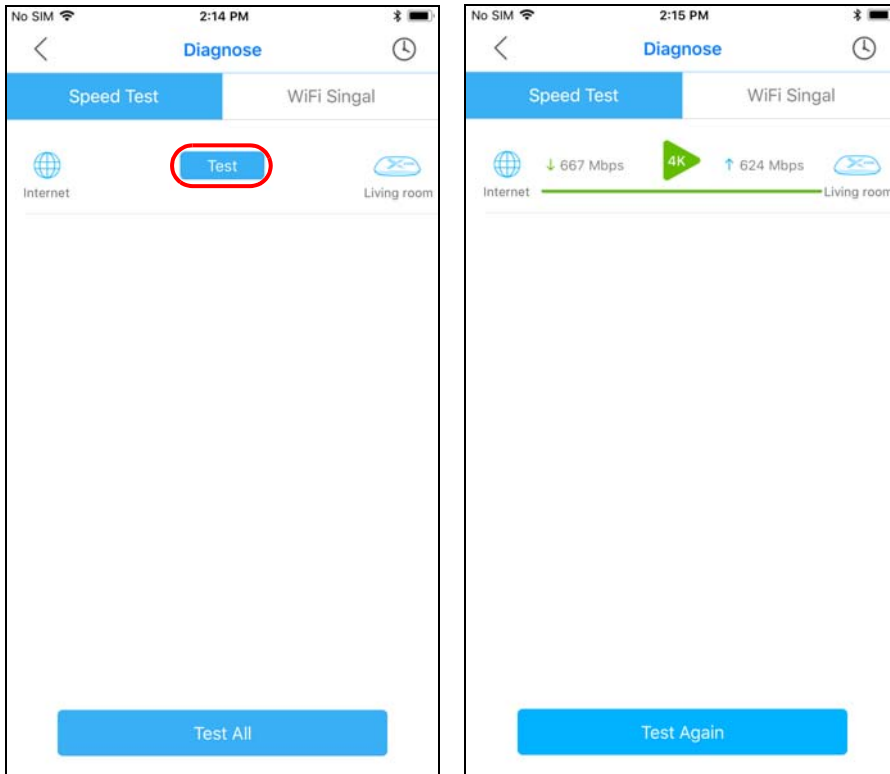 No SIM 2:14 PM
Diagnose
Speed Test WiFi Singal
Test
Internet Living room
Test All
No SIM 2:15 PM
Diagnose
Speed Test WiFi Singal
↓ 667 Mbps 4K ↑ 624 Mbps
Internet Living room
Test Again